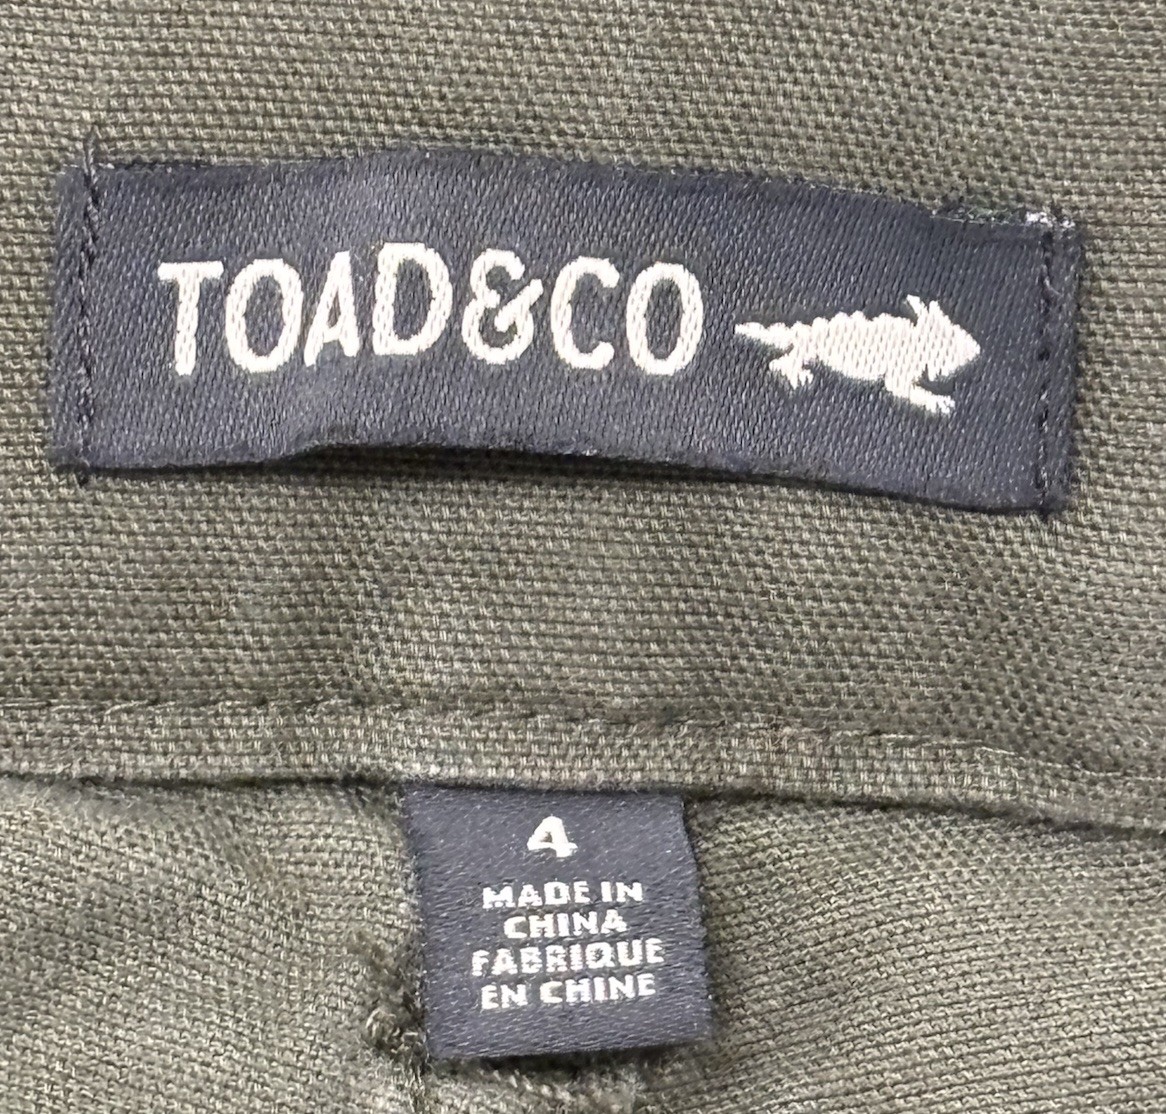 TOAD&CO
4
MADE IN
CHINA
FABRIQUE
EN CHINE